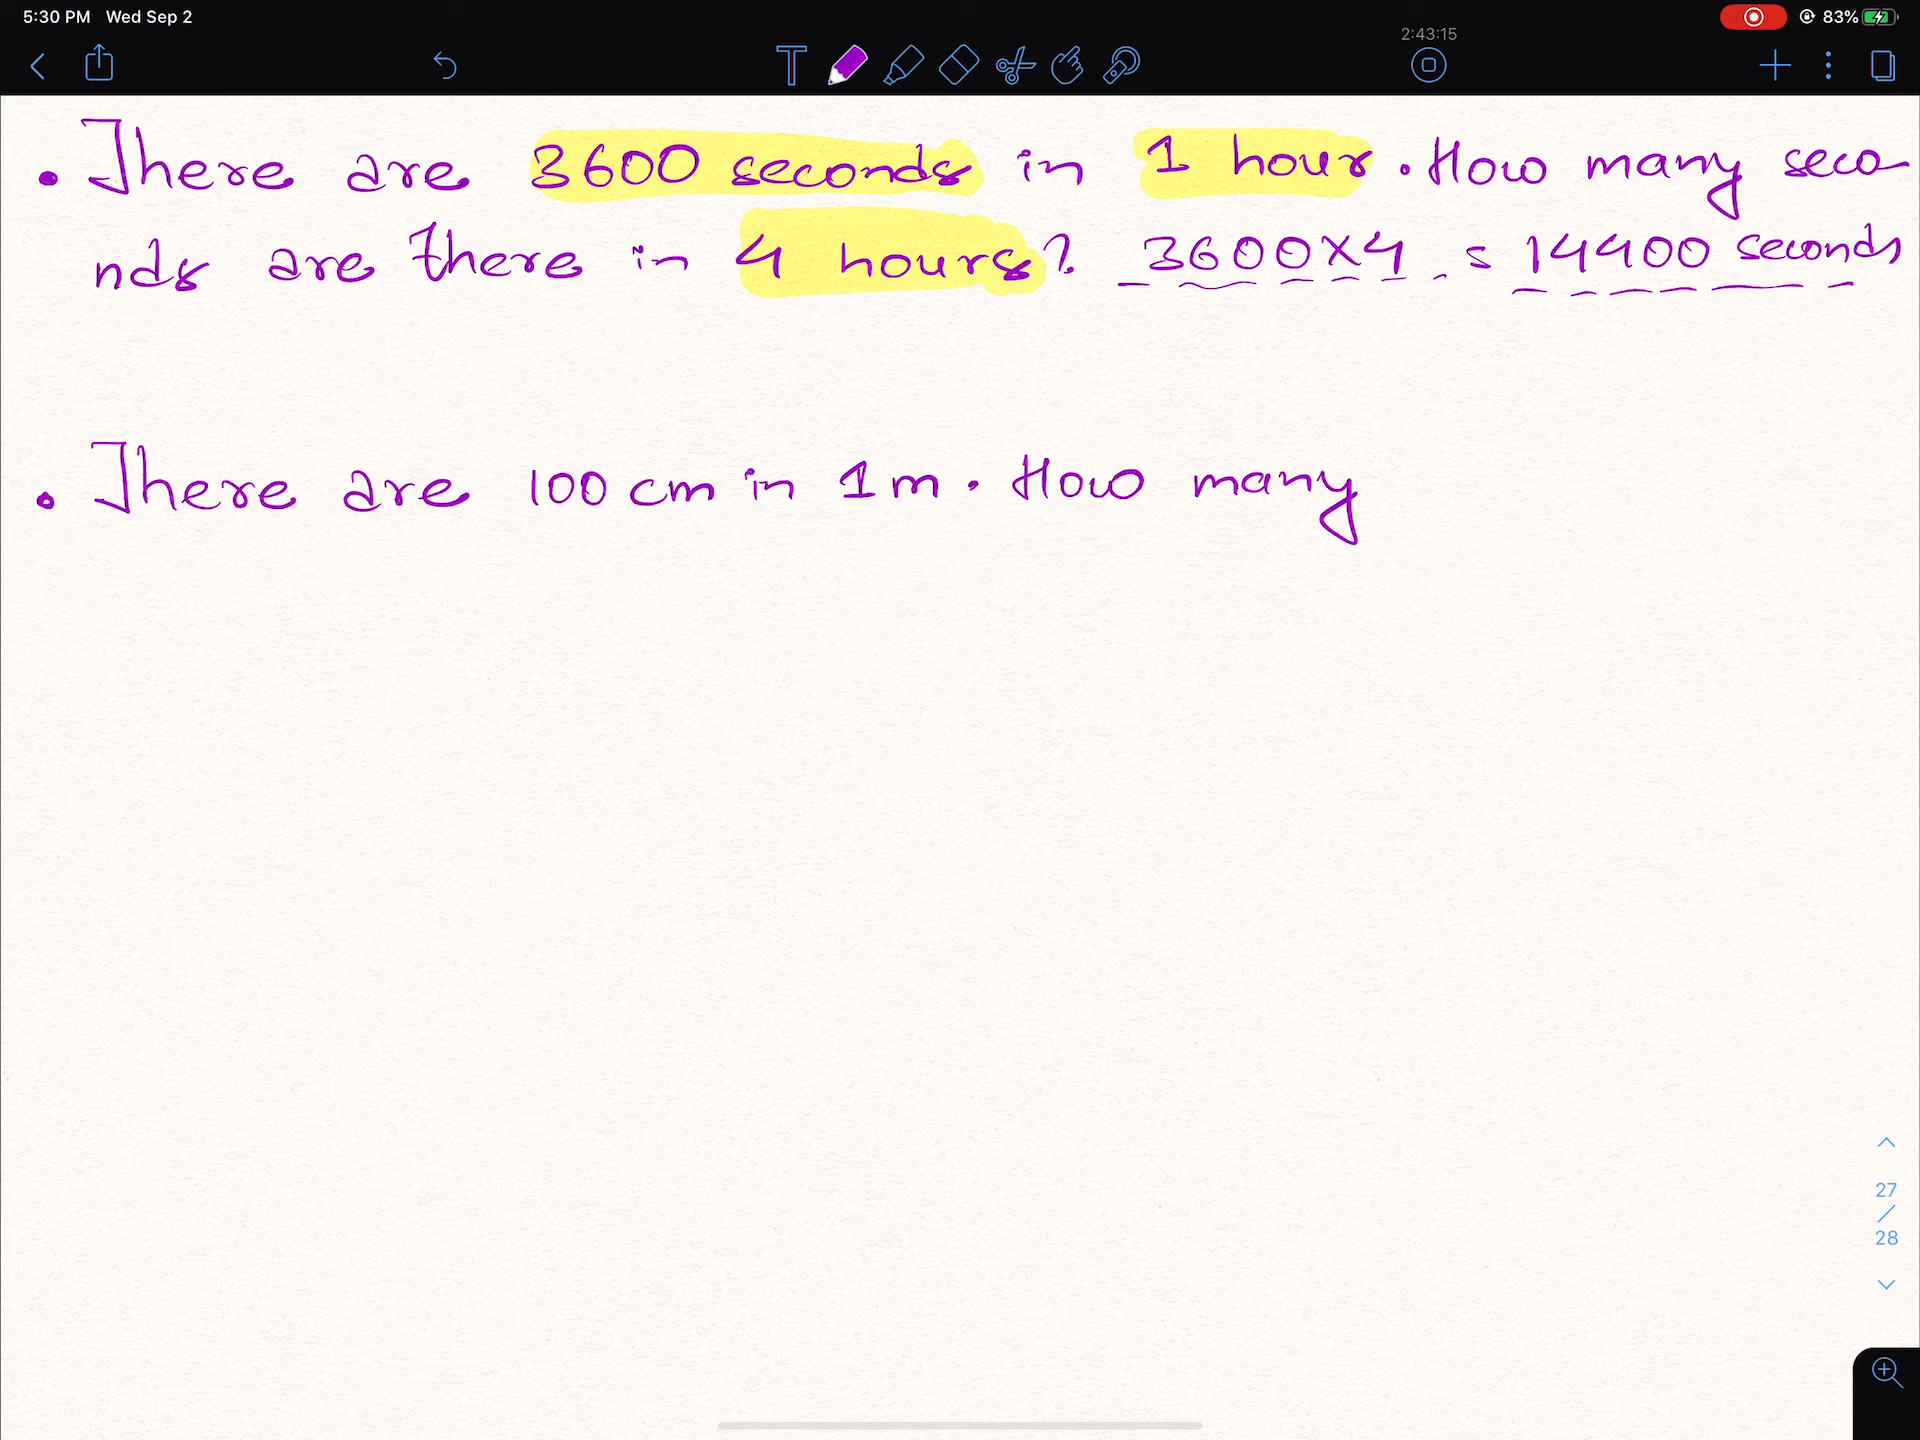 5:30 PM Wed Sep 2
83%
2:43:15
T
• There are 3600 seconds in 1 hour. How many seco
nds are there in 4 hours? 3600×4 = 14400 seconds
• There are 100 cm in 1 m. How many
27
/
28